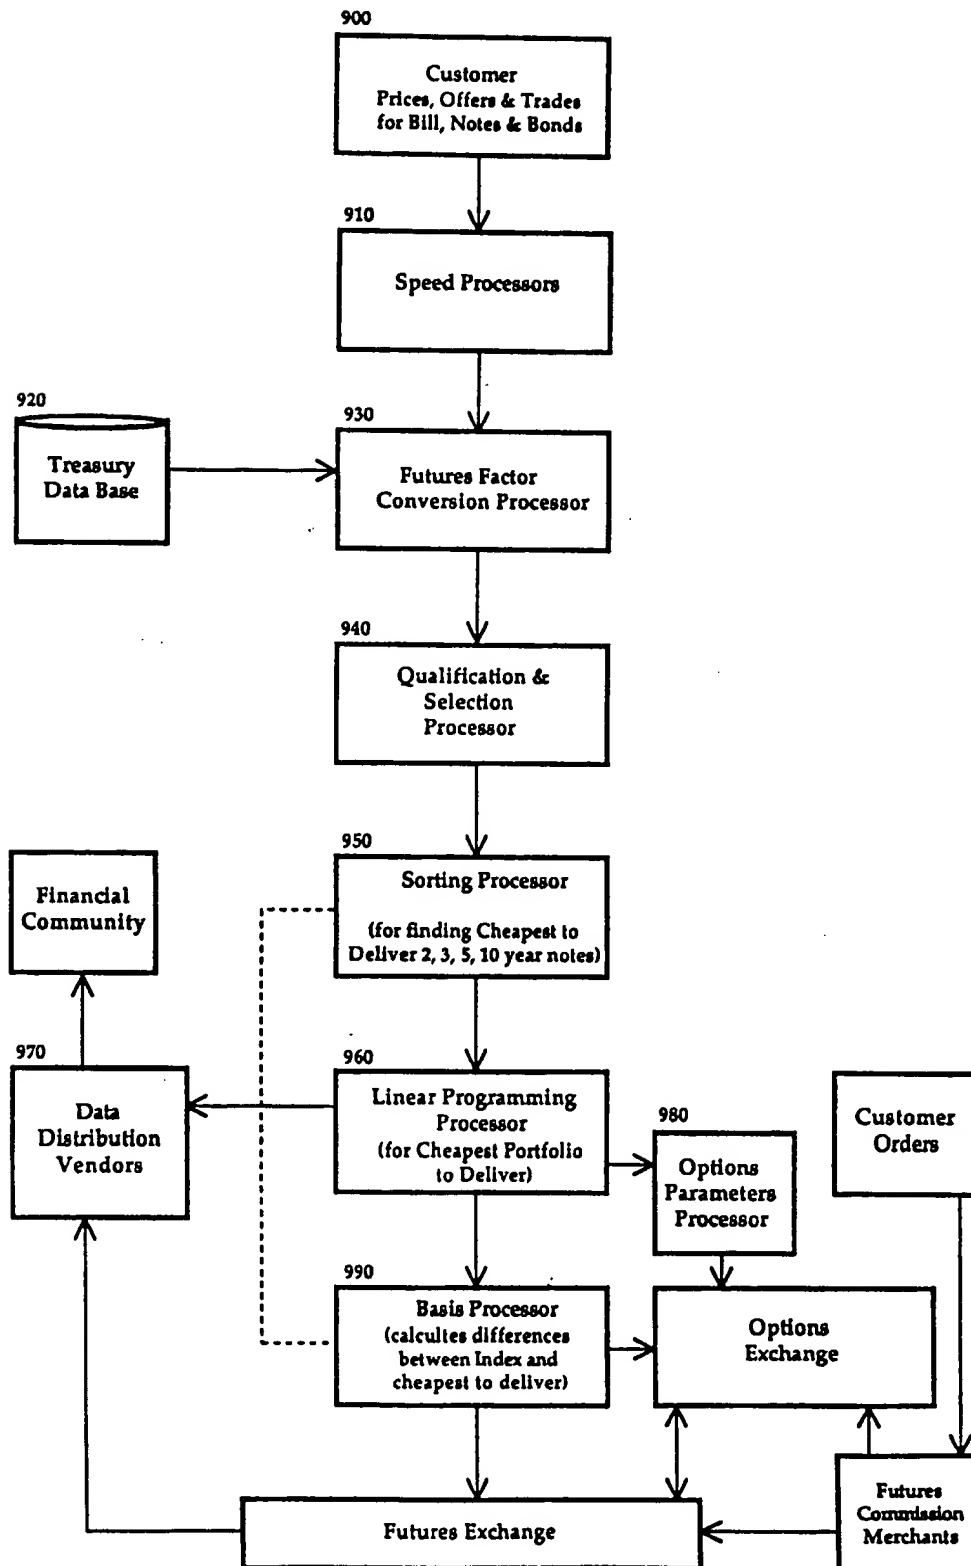 900
Customer
Prices, Offers & Trades
for Bill, Notes & Bonds
910
Speed Processors
920
Treasury
Data Base
930
Futures Factor
Conversion Processor
940
Qualification &
Selection
Processor
950
Sorting Processor
(for finding Cheapest to
Deliver 2, 3, 5, 10 year notes)
Financial
Community
970
Data
Distribution
Vendors
960
Linear Programming
Processor
(for Cheapest Portfolio
to Deliver)
980
Options
Parameters
Processor
Customer
Orders
990
Basis Processor
(calcultes differences
between Index and
cheapest to deliver)
Options
Exchange
Futures Exchange
Futures
Commission
Merchants